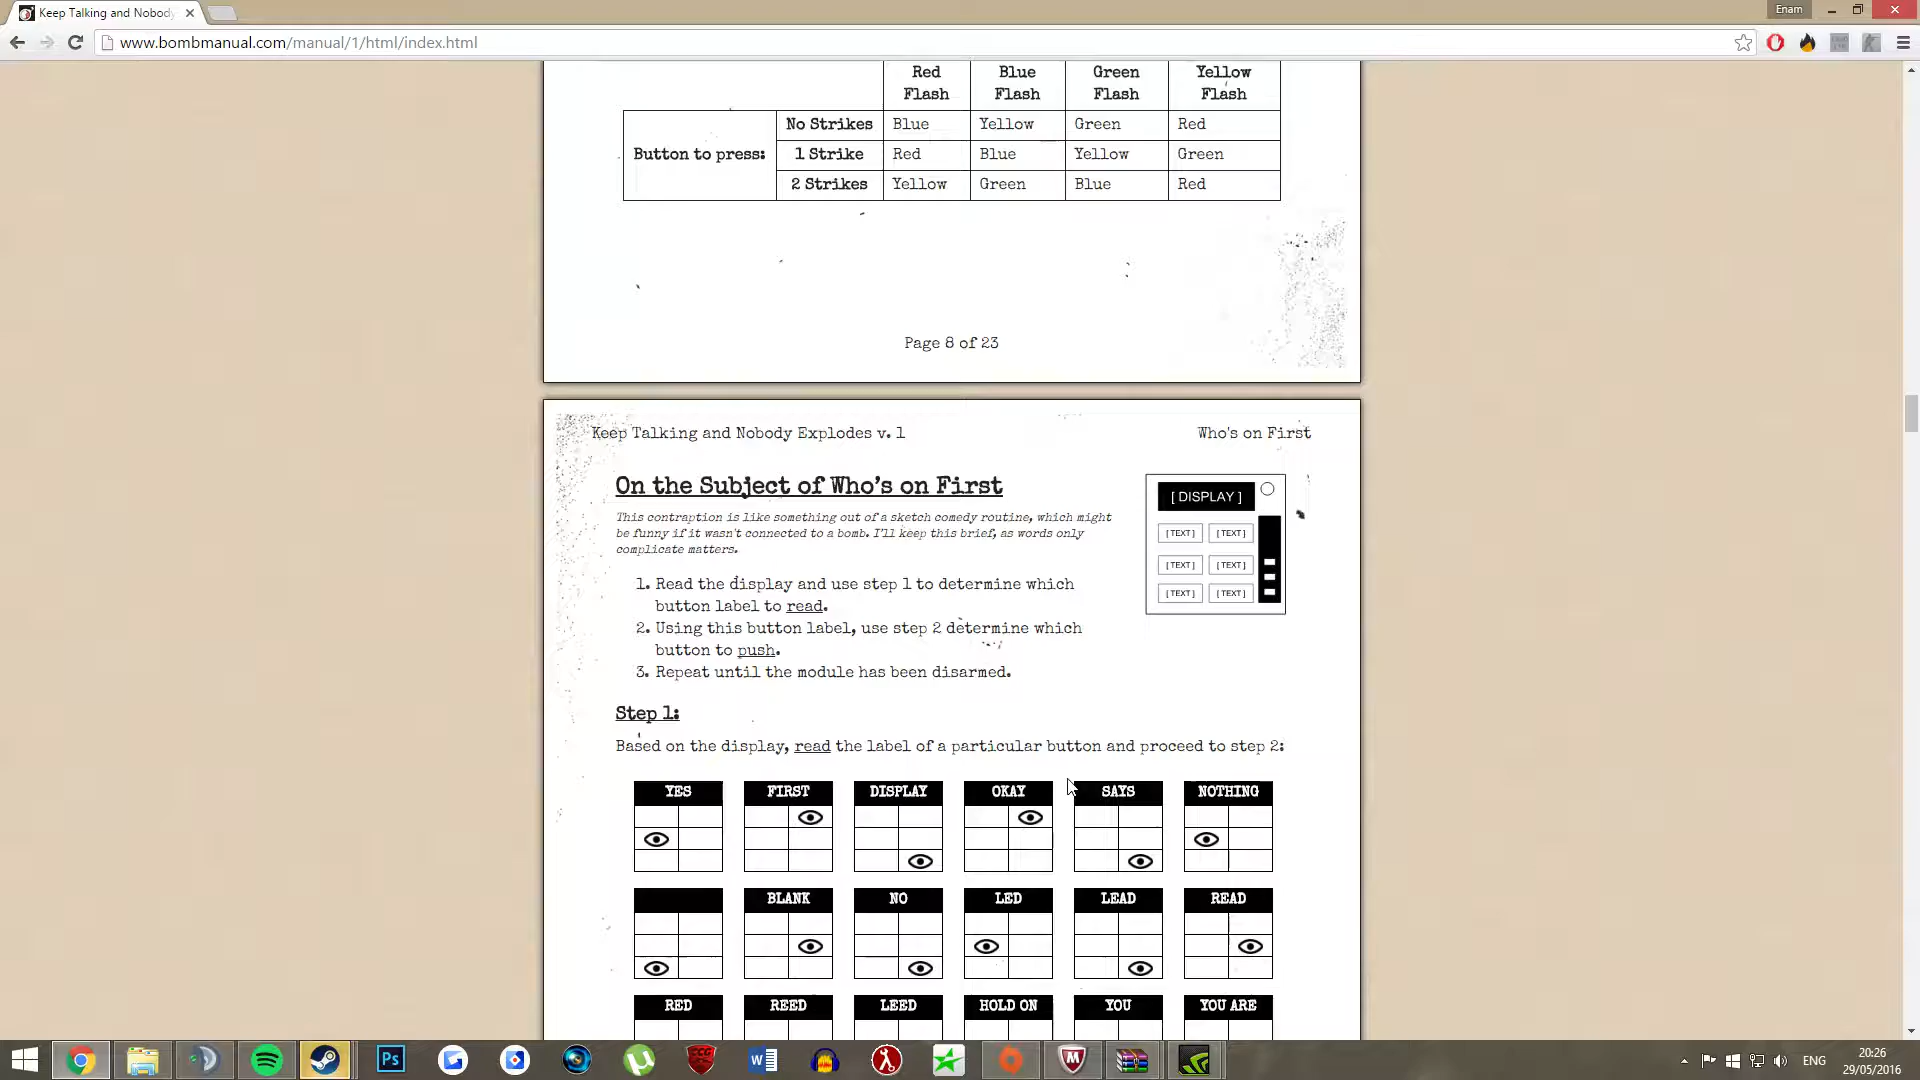 Keep Talking and Nobody
Enam
www.bombmanual.com/manual/1/html/index.html
Red Flash Blue Flash Green Flash Yellow Flash
Button to press:
No Strikes Blue Yellow Green Red
1 Strike Red Blue Yellow Green
2 Strikes Yellow Green Blue Red
Page 8 of 23
Keep Talking and Nobody Explodes v. 1 Who's on First
On the Subject of Who's on First
This contraption is like something out of a sketch comedy routine, which might
be funny if it wasn't connected to a bomb. I'll keep this brief, as words only
complicate matters.
[ DISPLAY ]
[ TEXT ] [ TEXT ]
[ TEXT ] [ TEXT ]
[ TEXT ] [ TEXT ]
1. Read the display and use step 1 to determine which
button label to read.
2. Using this button label, use step 2 determine which
button to push.
3. Repeat until the module has been disarmed.
Step 1:
Based on the display, read the label of a particular button and proceed to step 2:
YES FIRST DISPLAY OKAY SAYS NOTHING
BLANK NO LED LEAD READ
RED REED LEED HOLD ON YOU YOU ARE
Ps
W
ENG
20:26
29/05/2016